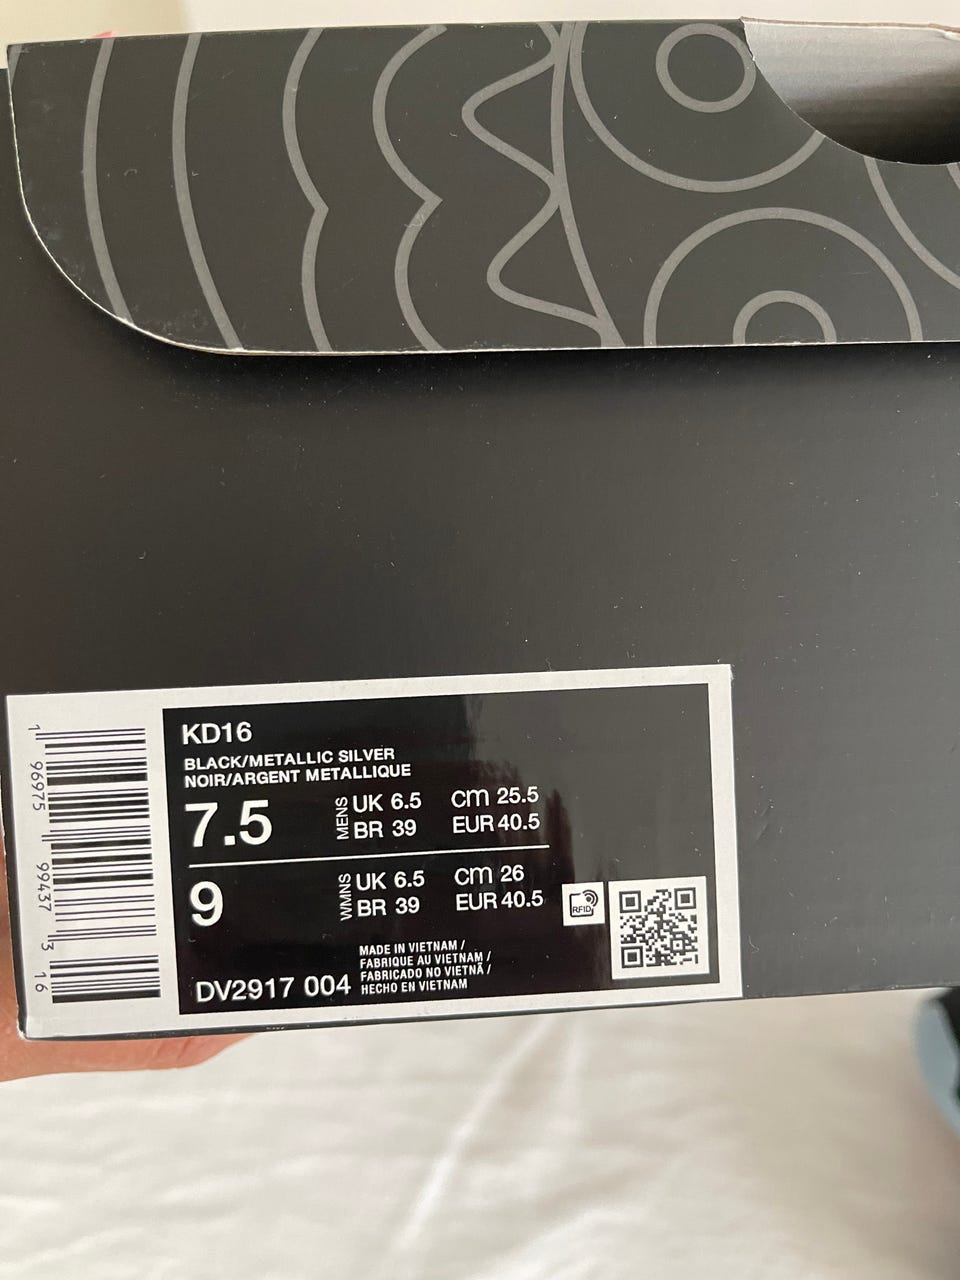 KD16
BLACK/METALLIC SILVER
NOIR/ARGENT METALLIQUE
7.5
MENS
UK 6.5 cm 25.5
BR 39 EUR 40.5
9
WMNS
UK 6.5 cm 26
BR 39 EUR 40.5
RFID
DV2917 004
MADE IN VIETNAM /
FABRIQUE AU VIETNAM /
FABRICADO NO VIETNÃ /
HECHO EN VIETNAM
1 96975 99437 3 16